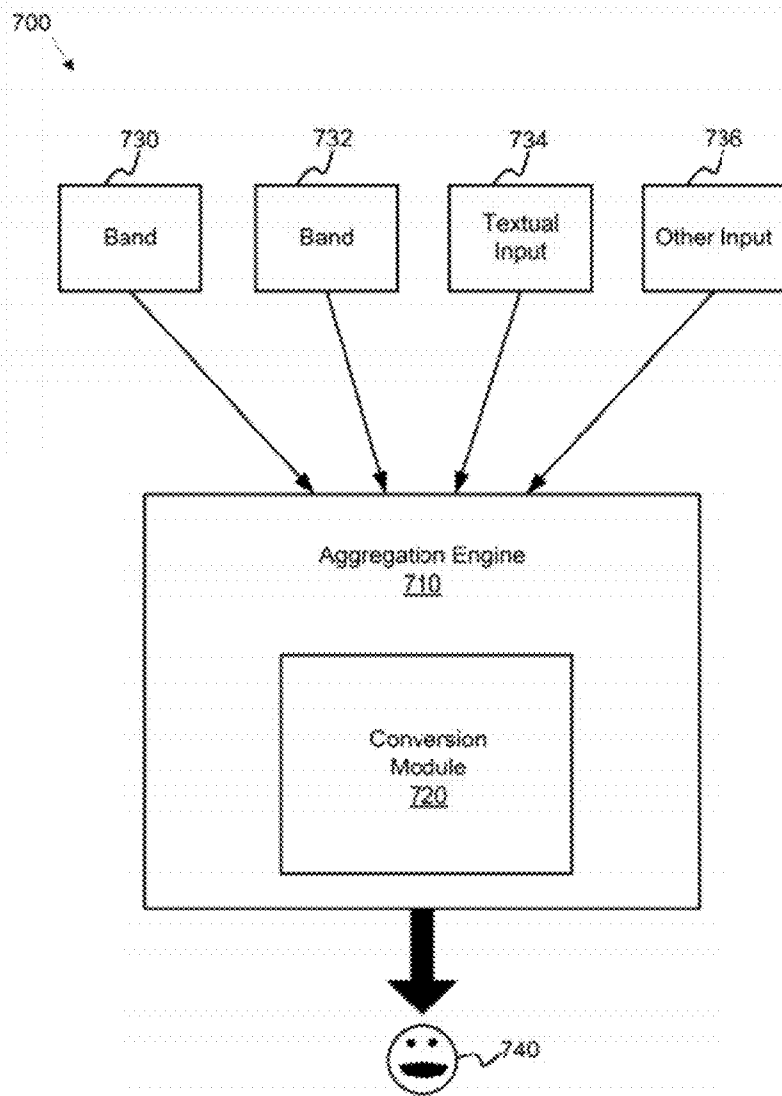 700
730
732
734
736
Band
Band
Textual
Input
Other Input
Aggregation Engine
710
Conversion
Module
720
740